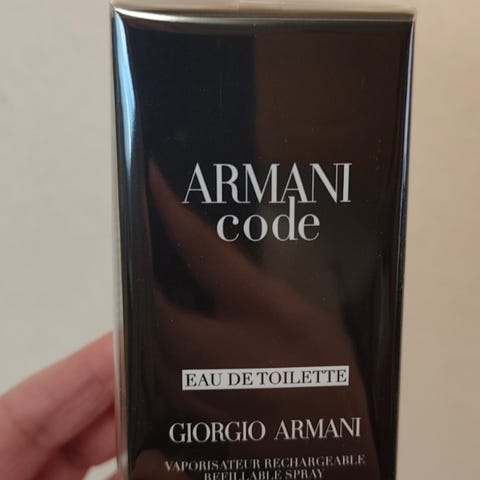 ARMANI
code
EAU DE TOILETTE
GIORGIO ARMANI
VAPORISATEUR RECHARGEABLE
REFILLABLE SPRAY